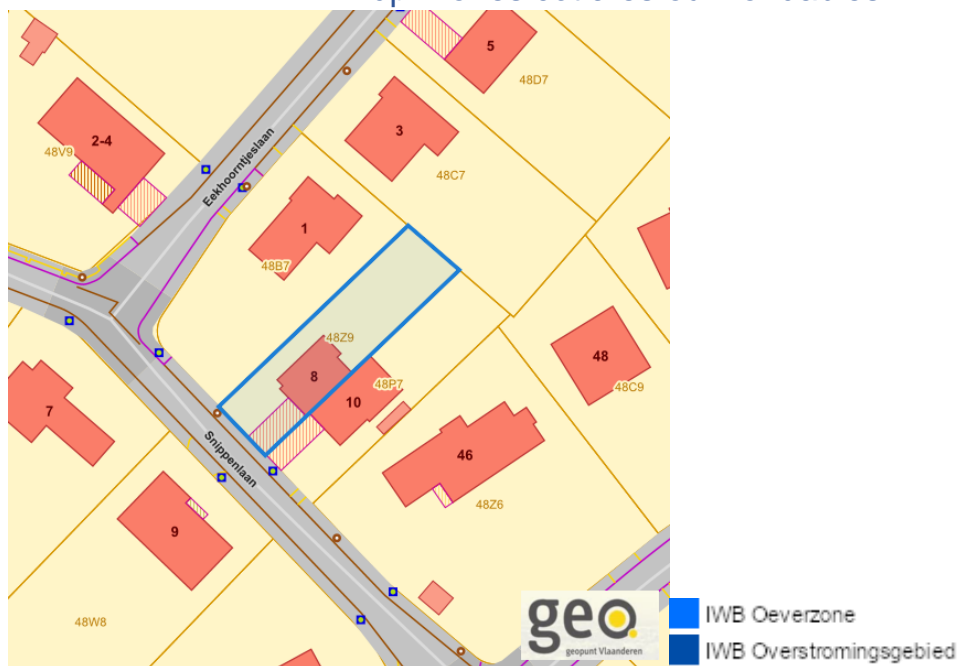 5
48D7
3
2-4
48V9
Eekhoorntjeslaan
48C7
1
48B7
48Z9
48
8
48P7
48C9
7
10
Snippenlaan
46
48Z6
9
48W8
geo.
geopunt Vlaanderen
IWB Oeverzone
IWB Overstromingsgebied